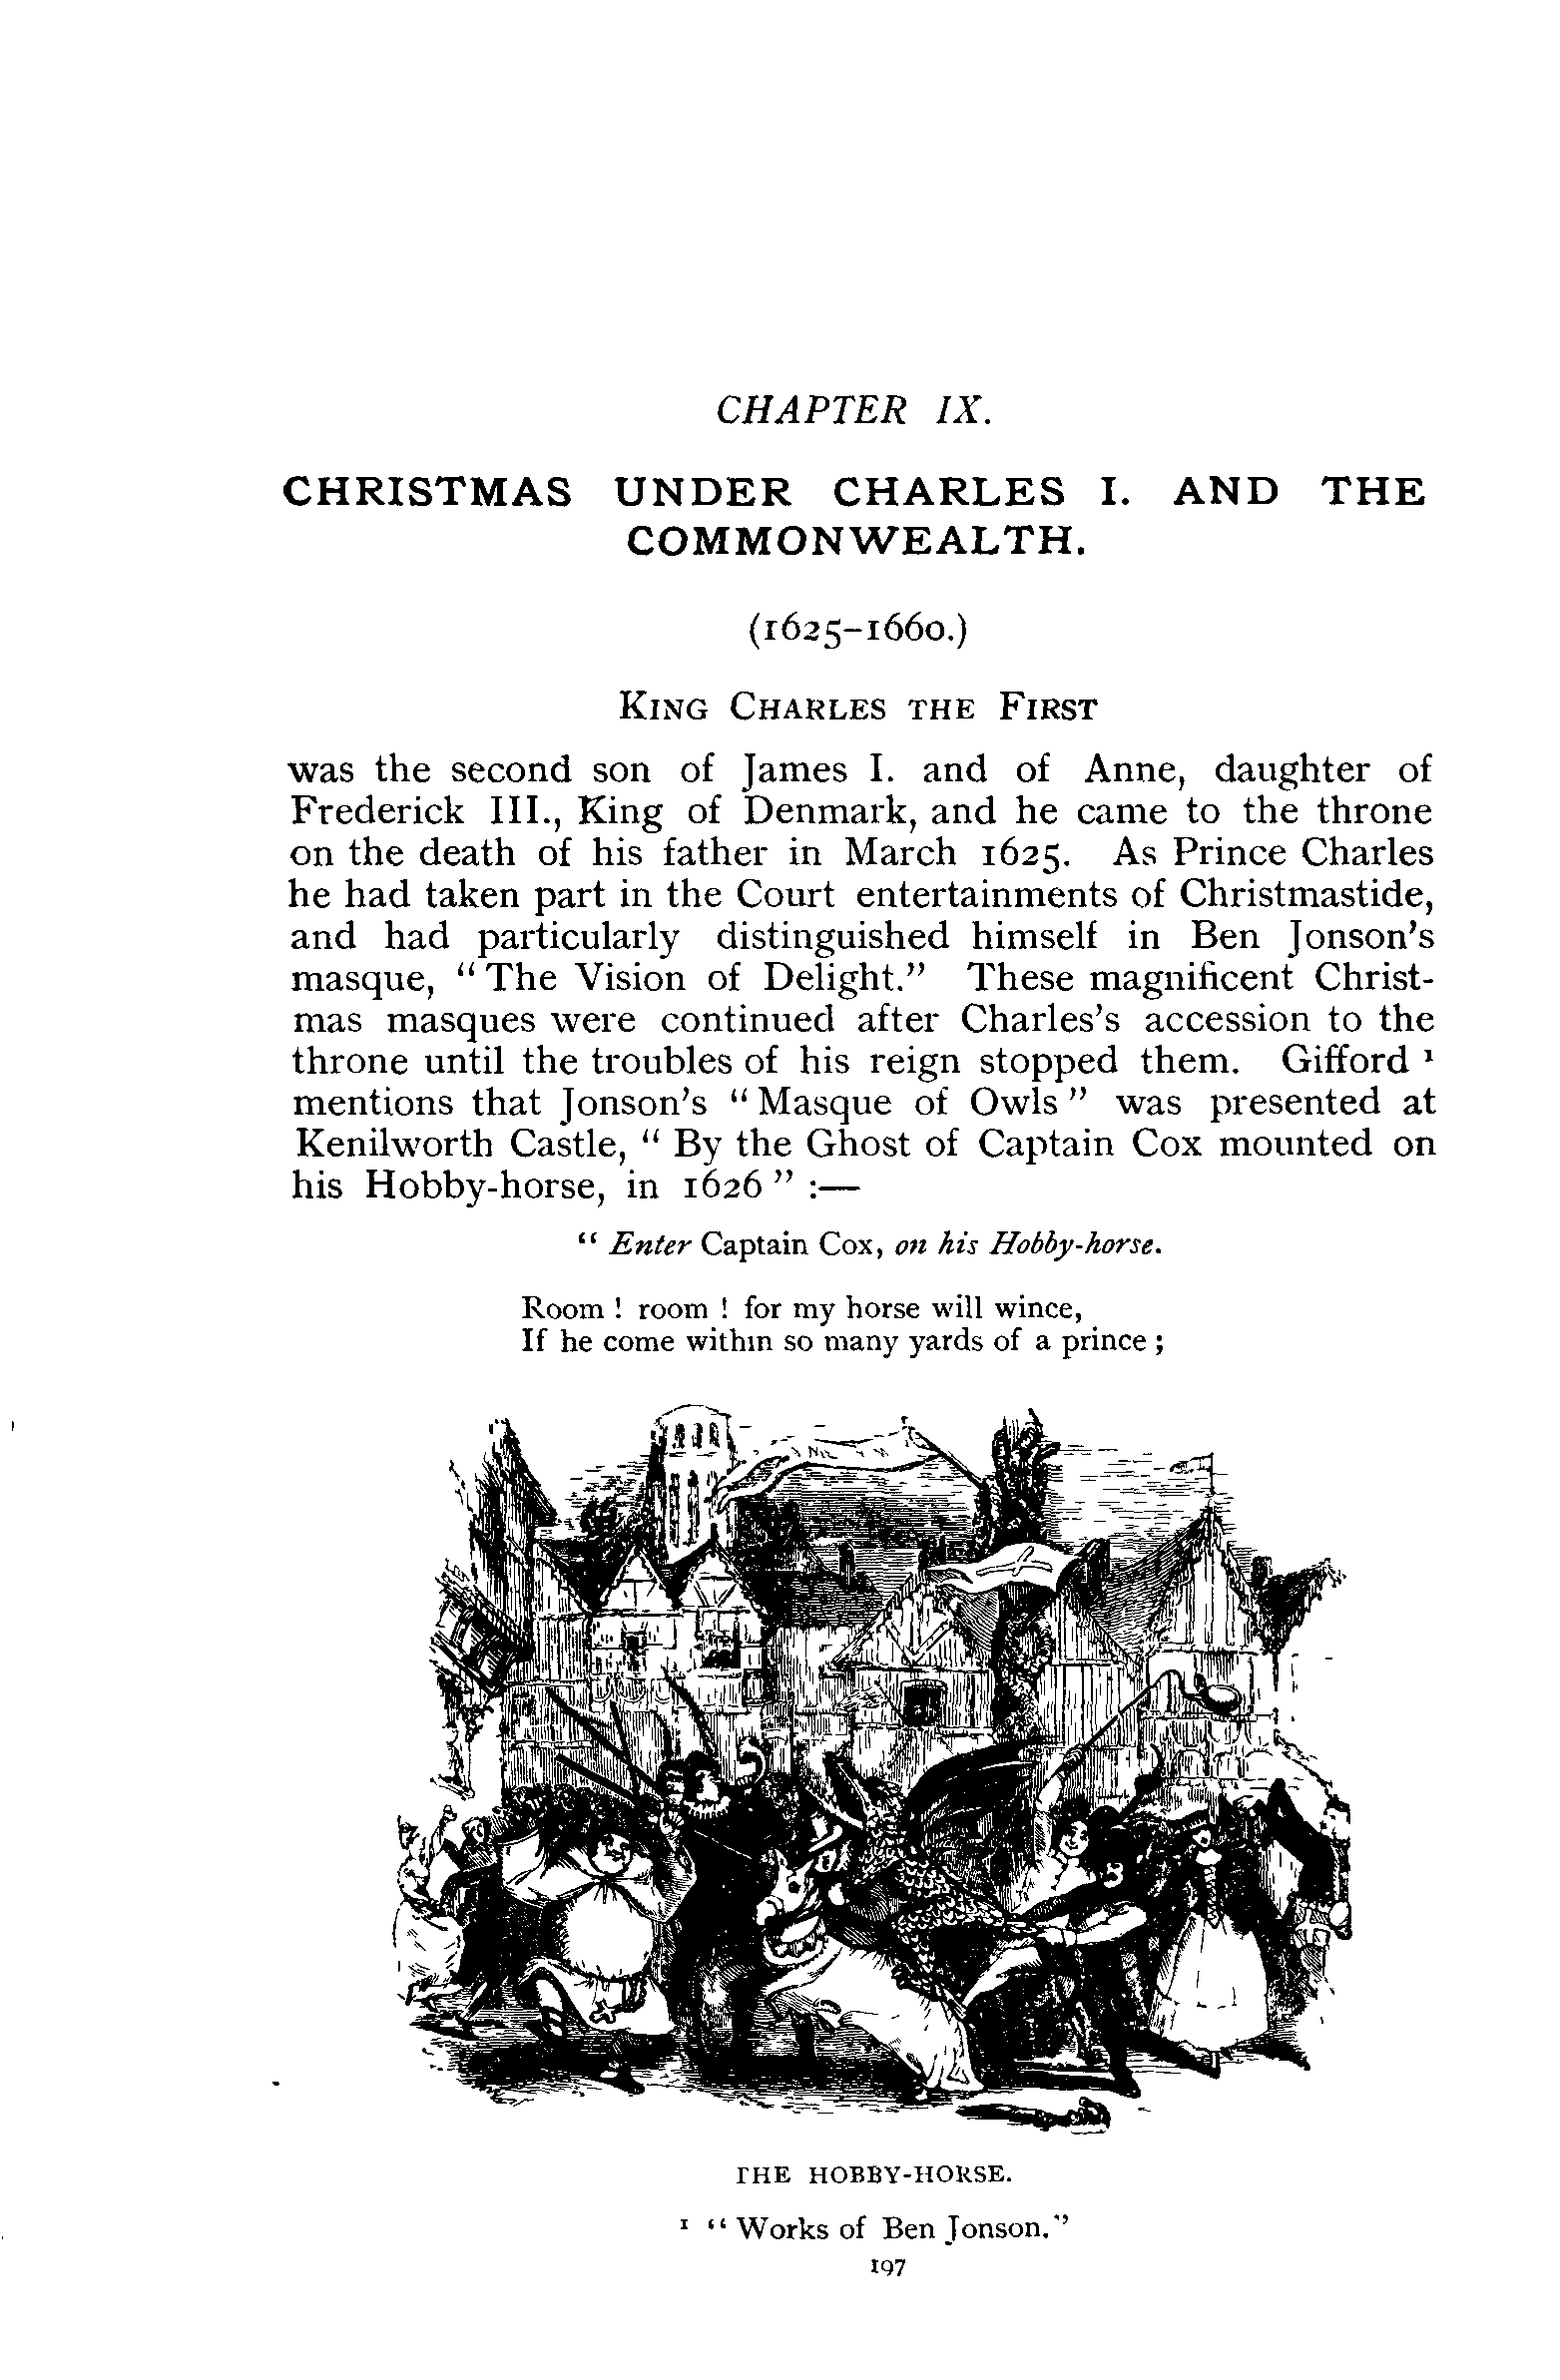 CHAPTER IX.
CHRISTMAS UNDER CHARLES I. AND THE
COMMONWEALTH.
(1625-1660.)
KING CHARLES THE FIRST
was the second son of James I. and of Anne, daughter of
Frederick III., King of Denmark, and he came to the throne
on the death of his father in March 1625. As Prince Charles
he had taken part in the Court entertainments of Christmastide,
and had particularly distinguished himself in Ben Jonson's
masque, "The Vision of Delight." These magnificent Christ-
mas masques were continued after Charles's accession to the
throne until the troubles of his reign stopped them. Gifford ¹
mentions that Jonson's "Masque of Owls" was presented at
Kenilworth Castle, "By the Ghost of Captain Cox mounted on
his Hobby-horse, in 1626" :—
"Enter Captain Cox, on his Hobby-horse.
Room! room! for my horse will wince,
If he come within so many yards of a prince;
THE HOBBY-HORSE.
¹ "Works of Ben Jonson."
197